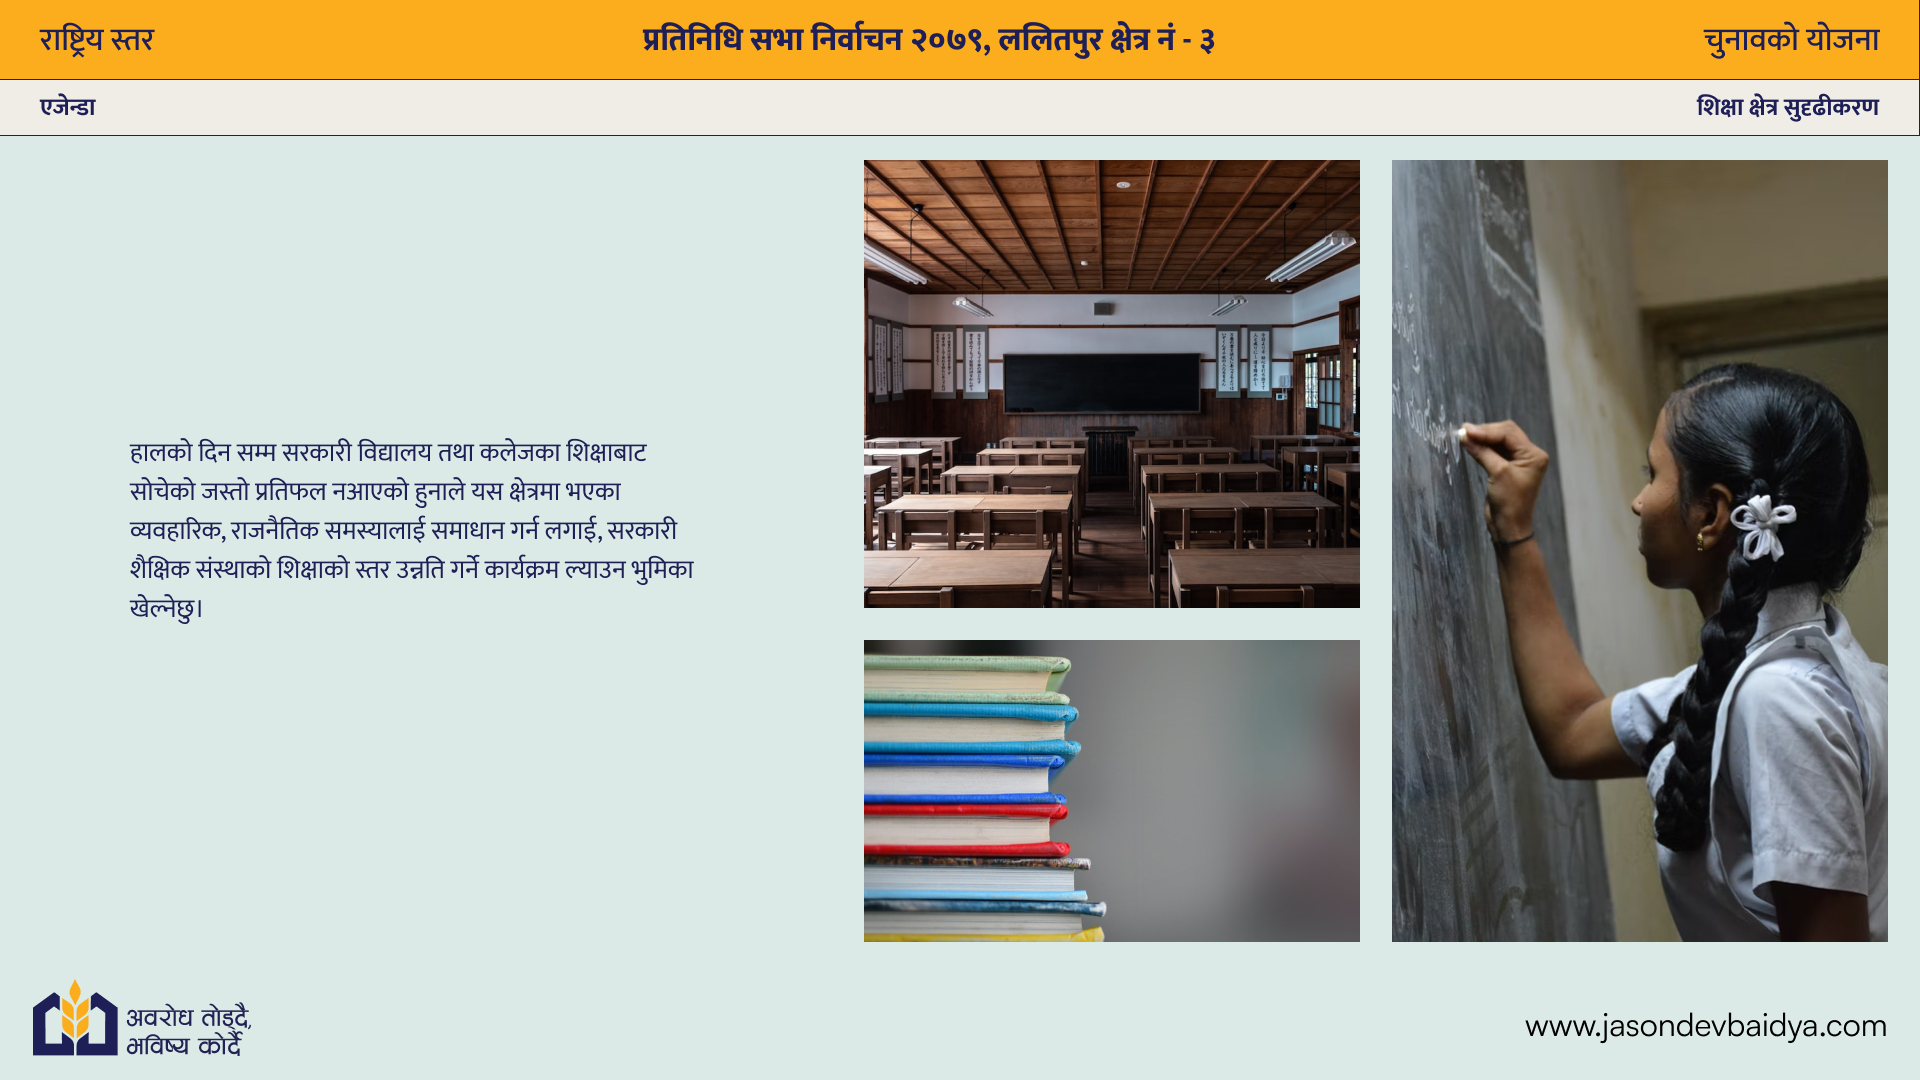 राष्ट्रिय स्तर
प्रतिनिधि सभा निर्वाचन २०७९, ललितपुर क्षेत्र नं - ३
चुनावको योजना
एजेन्डा
शिक्षा क्षेत्र सुदृढीकरण
हालको दिन सम्म सरकारी विद्यालय तथा कलेजका शिक्षाबाट
सोचेको जस्तो प्रतिफल नआएको हुनाले यस क्षेत्रमा भएका
व्यवहारिक, राजनैतिक समस्यालाई समाधान गर्न लगाई, सरकारी
शैक्षिक संस्थाको शिक्षाको स्तर उन्नति गर्ने कार्यक्रम ल्याउन भुमिका
खेल्नेछु।
अवरोध तोड्दै,
भविष्य कोर्दै
www.jasondevbaidya.com